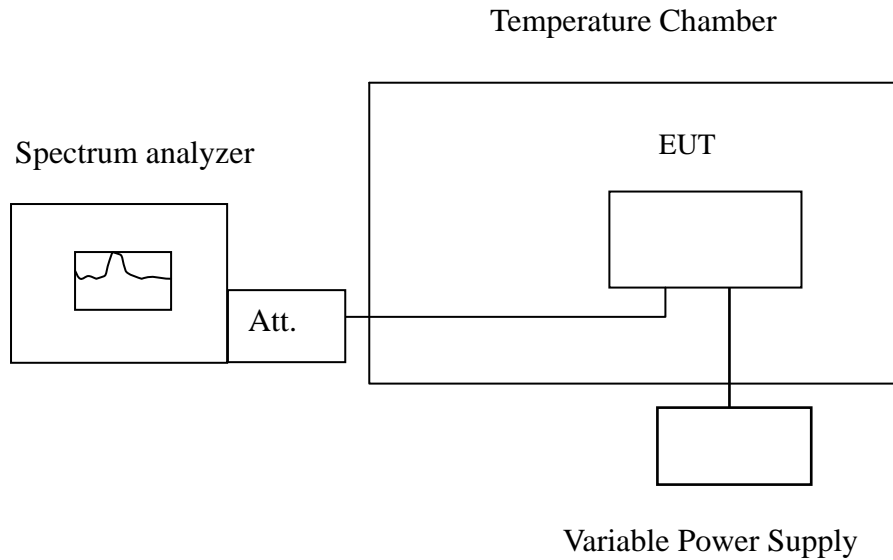 Temperature Chamber
EUT
Spectrum analyzer
Att.
Variable Power Supply